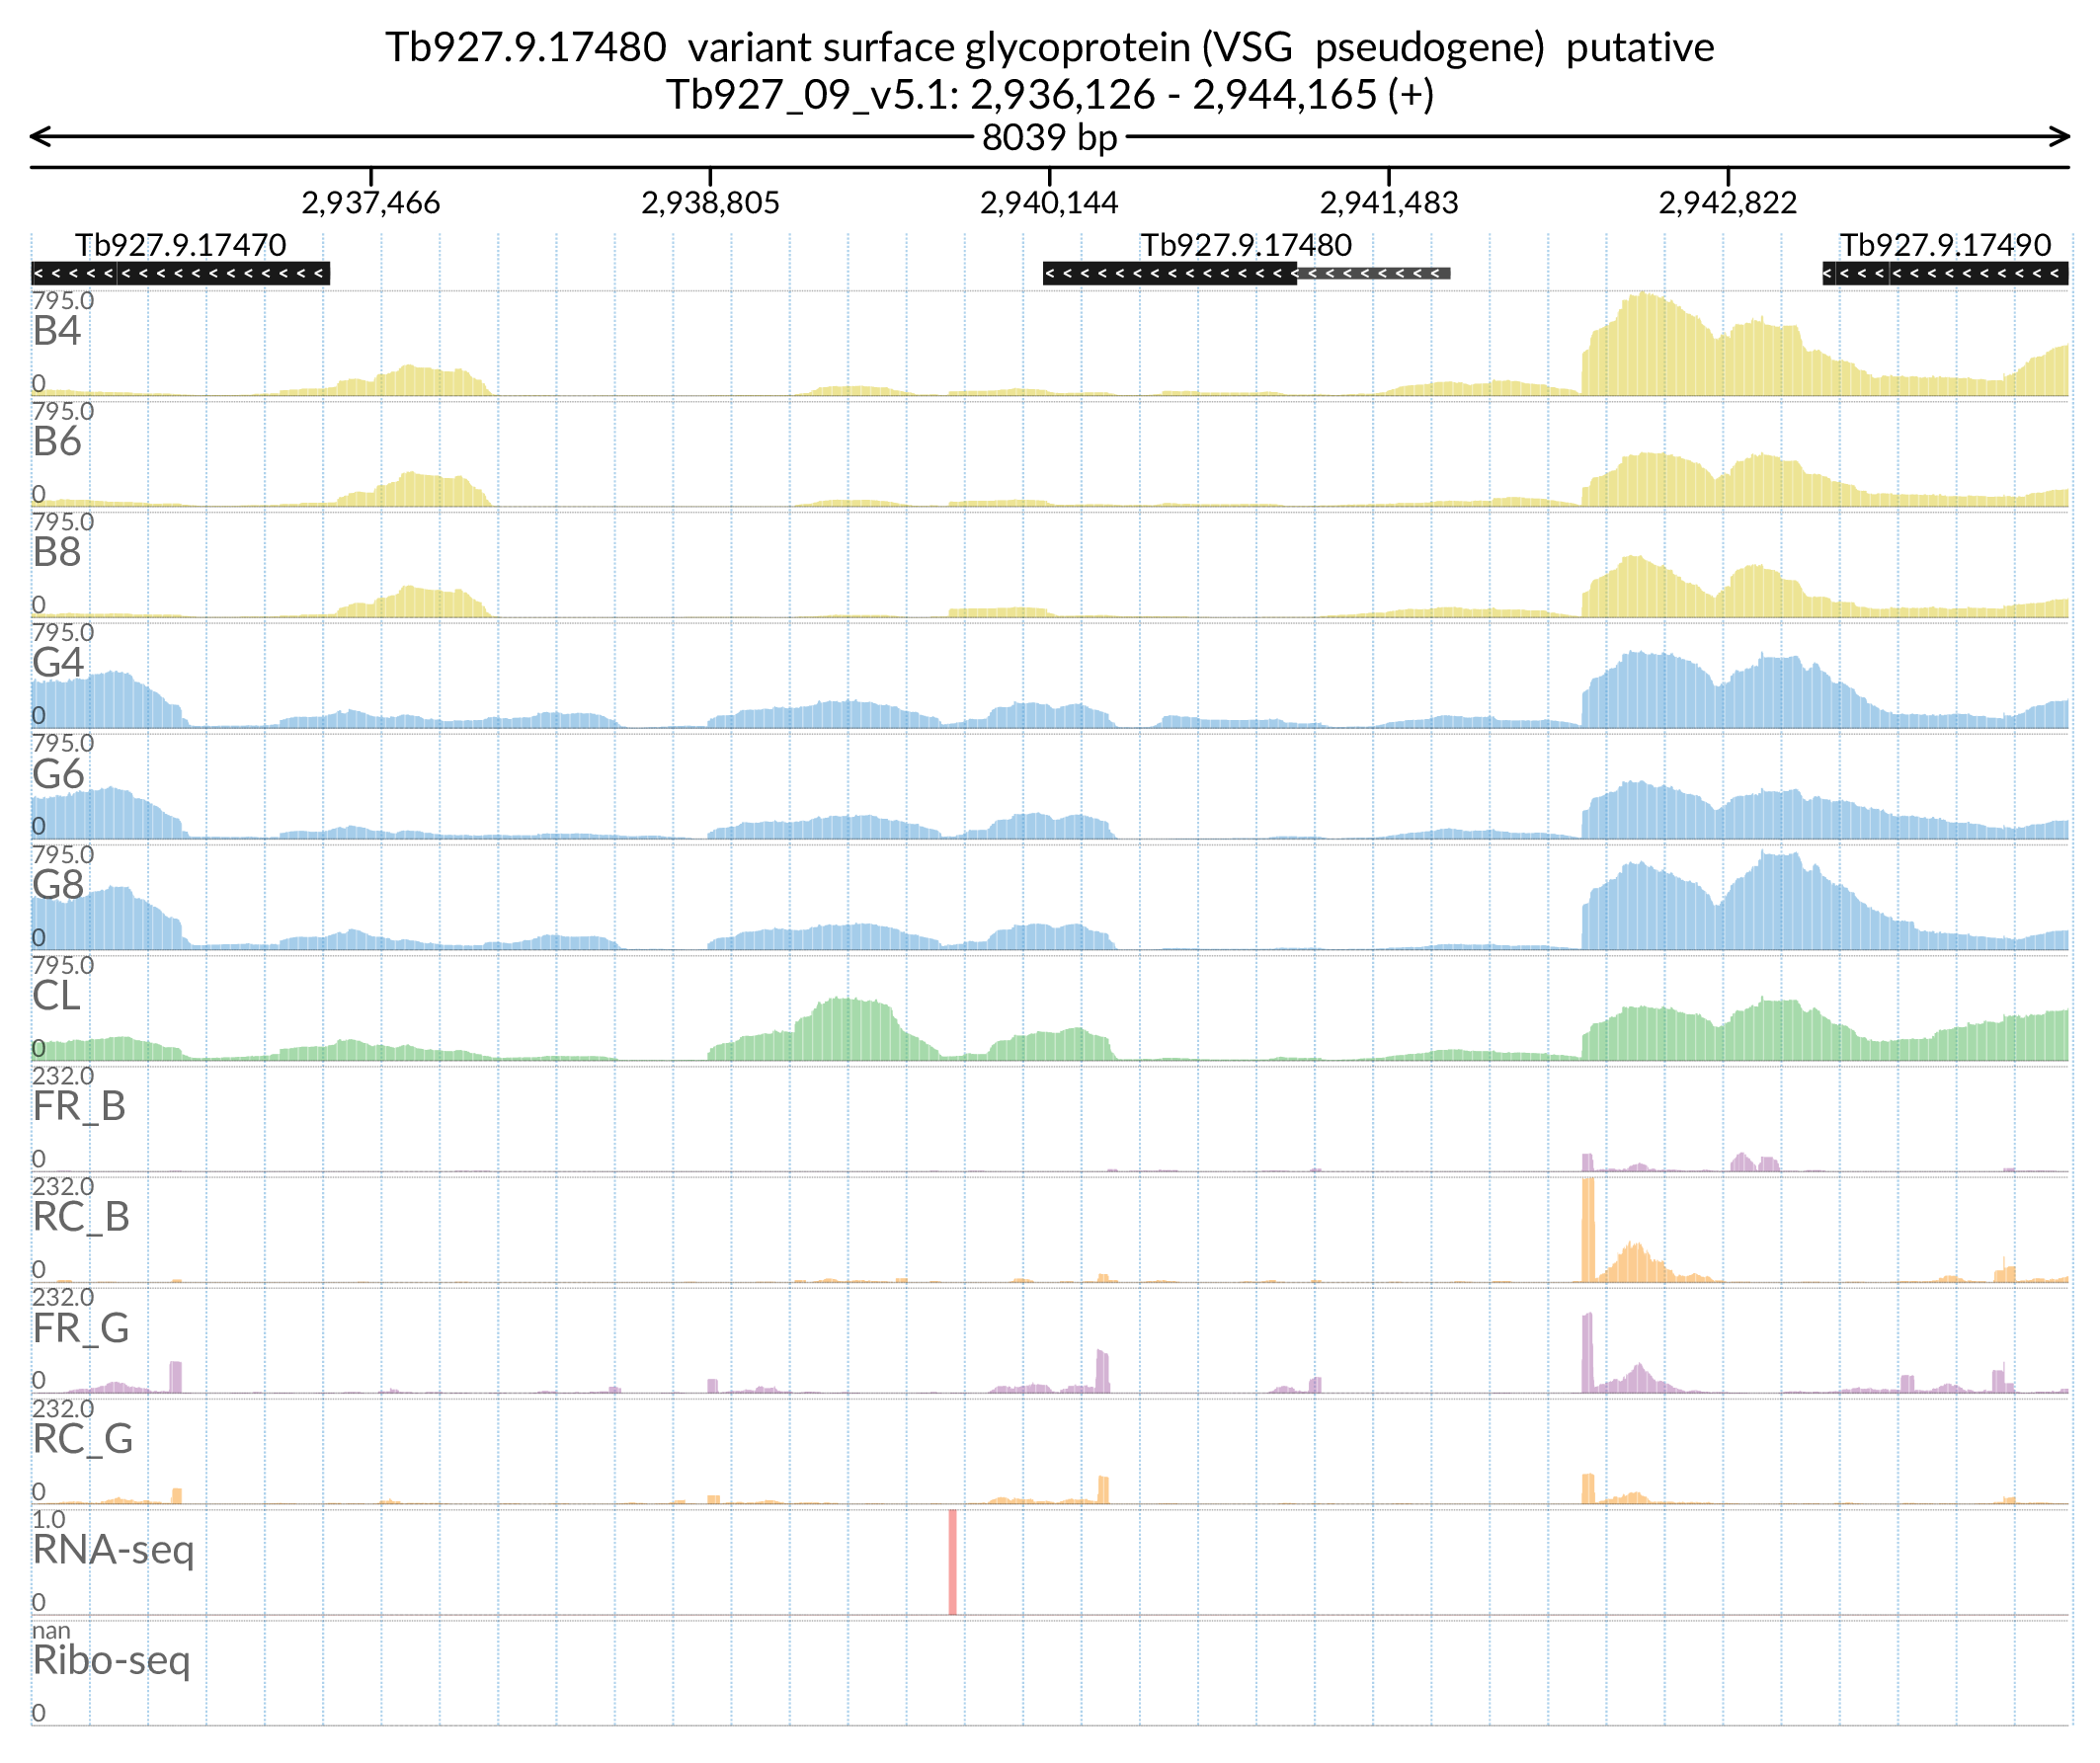 Tb927.9.17480  variant surface glycoprotein (VSG  pseudogene)  putative
Tb927_09_v5.1: 2,936,126 - 2,944,165 (+)
8039 bp
2,937,466 2,938,805 2,940,144 2,941,483 2,942,822
Tb927.9.17470 Tb927.9.17480 Tb927.9.17490
795.0
B4
0
795.0
B6
0
795.0
B8
0
795.0
G4
0
795.0
G6
0
795.0
G8
0
795.0
CL
0
232.0
FR_B
0
232.0
RC_B
0
232.0
FR_G
0
232.0
RC_G
0
1.0
RNA-seq
0
nan
Ribo-seq
0